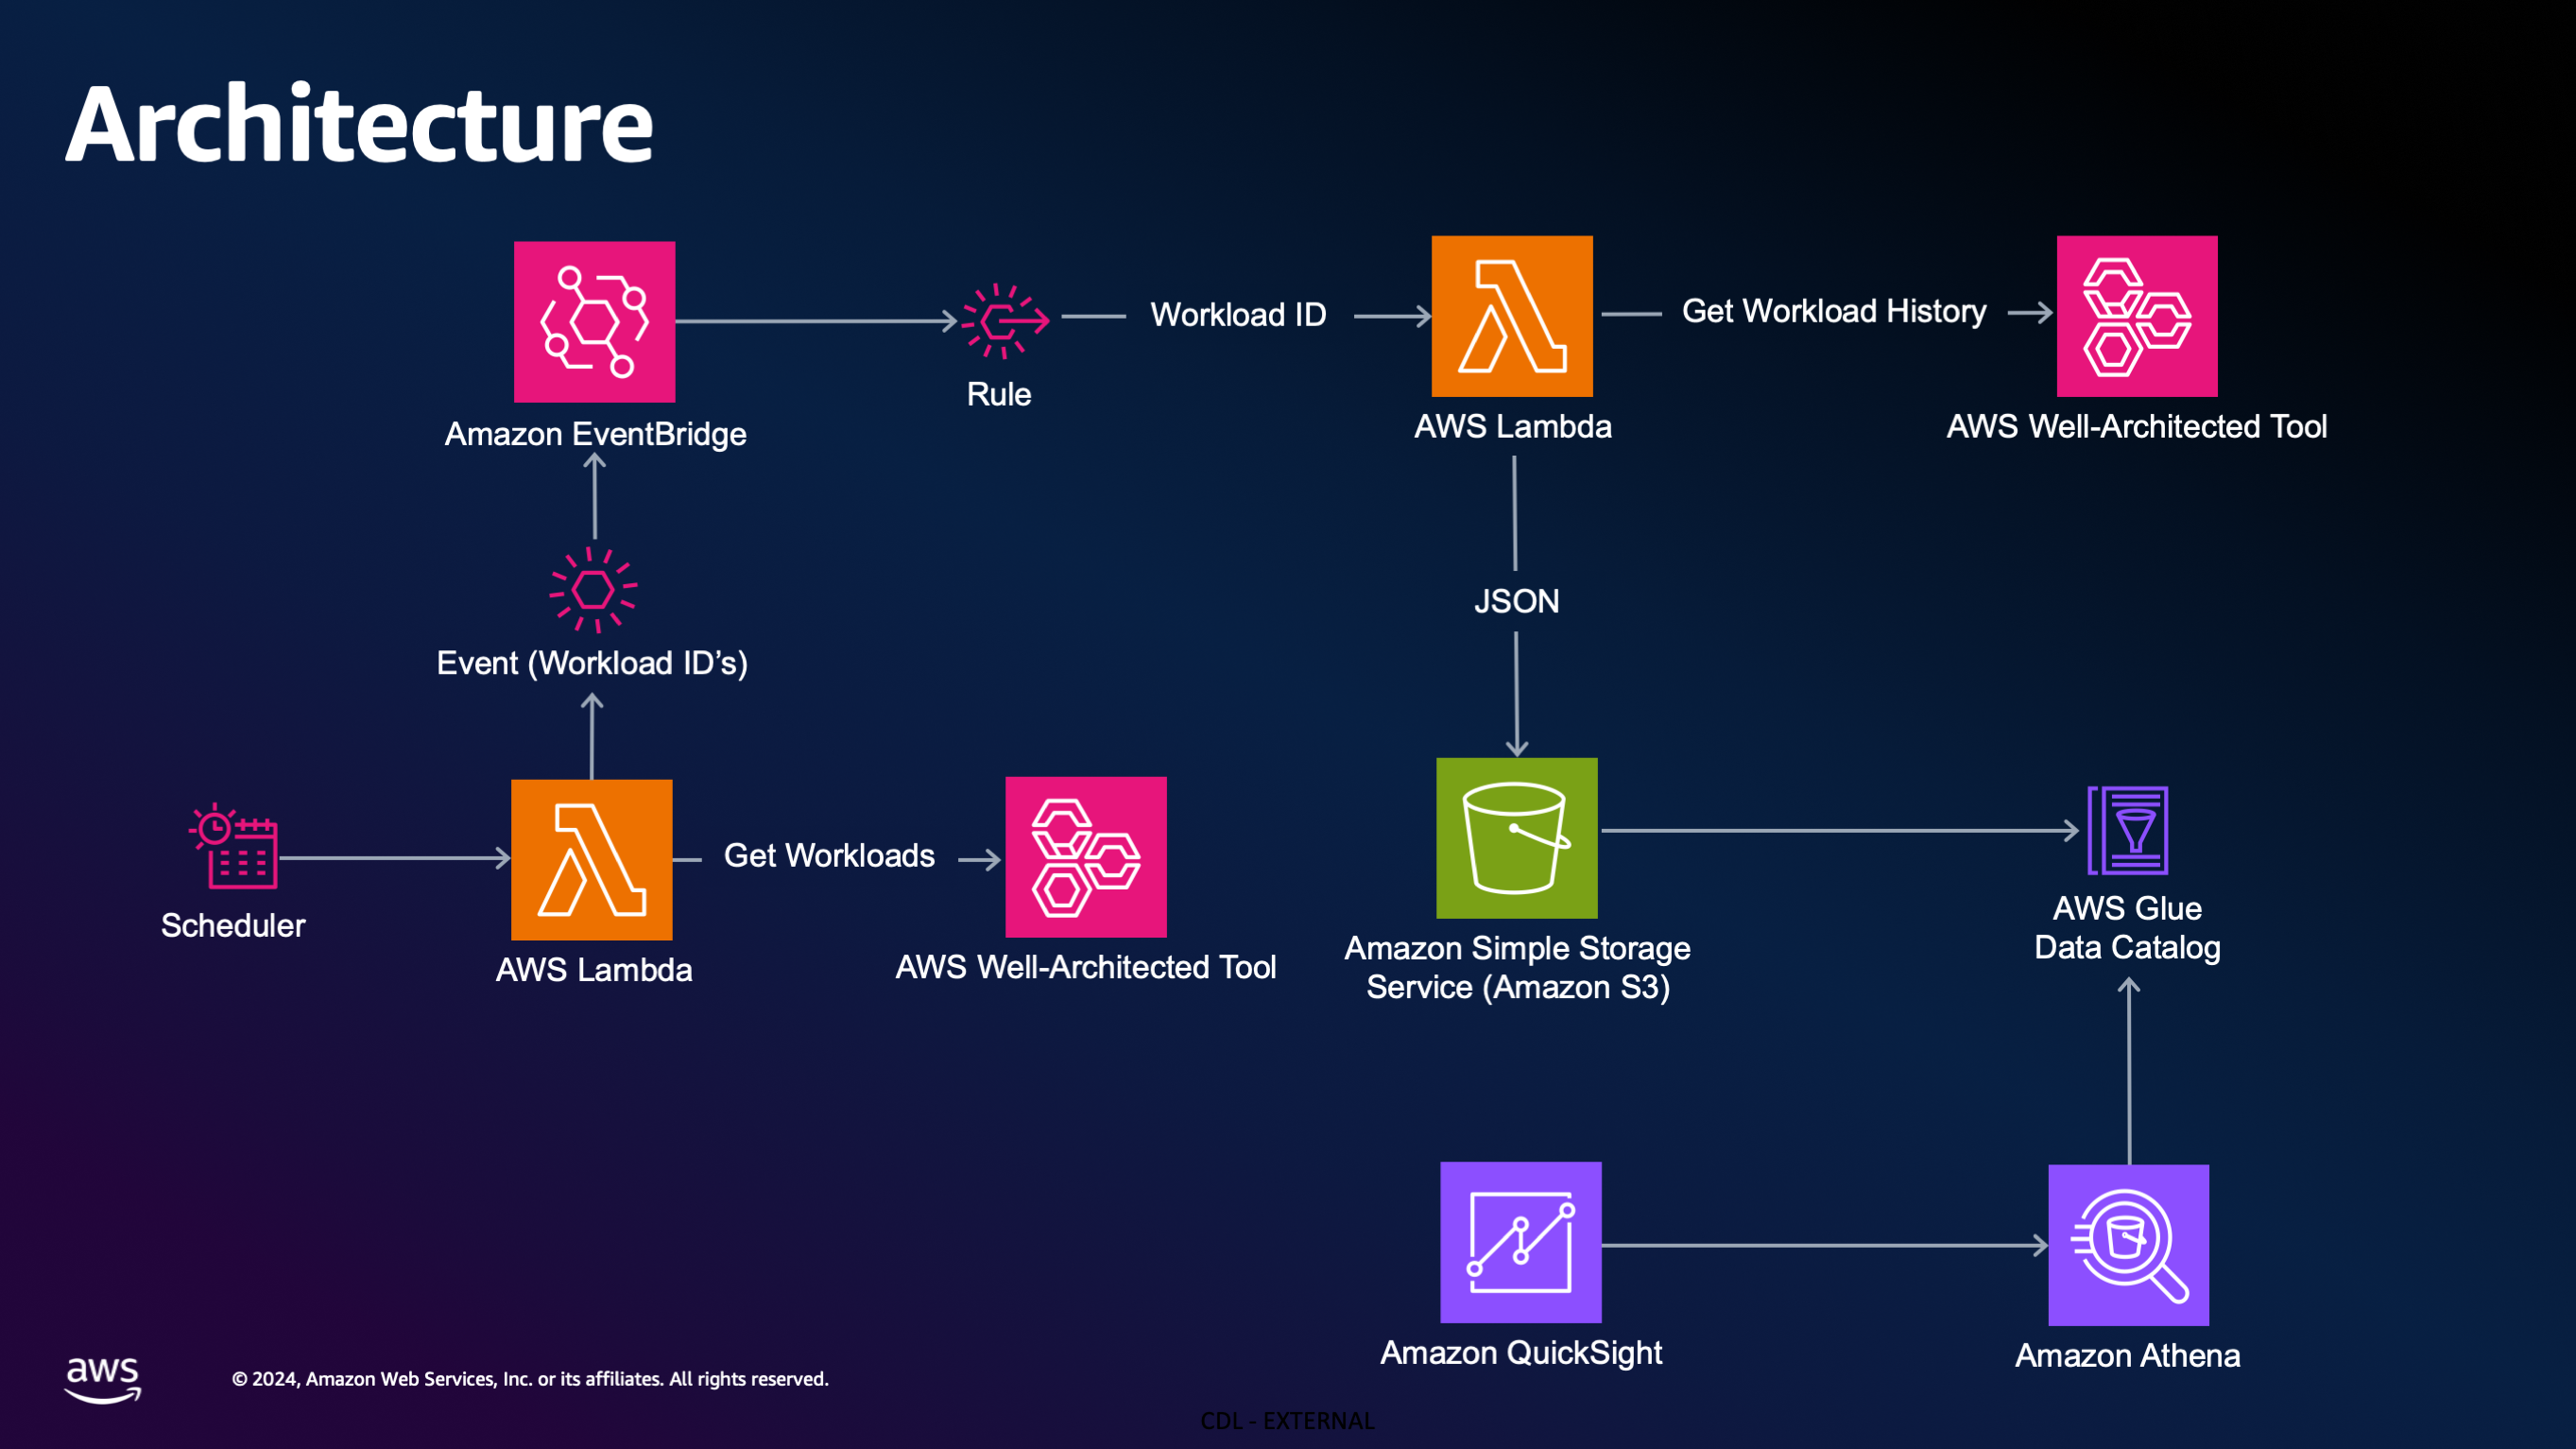 Architecture
Amazon EventBridge
Rule
Workload ID
AWS Lambda
Get Workload History
AWS Well-Architected Tool
Event (Workload ID’s)
JSON
Scheduler
AWS Lambda
Get Workloads
AWS Well-Architected Tool
Amazon Simple Storage
Service (Amazon S3)
AWS Glue
Data Catalog
Amazon QuickSight
Amazon Athena
aws
© 2024, Amazon Web Services, Inc. or its affiliates. All rights reserved.
CDL - EXTERNAL